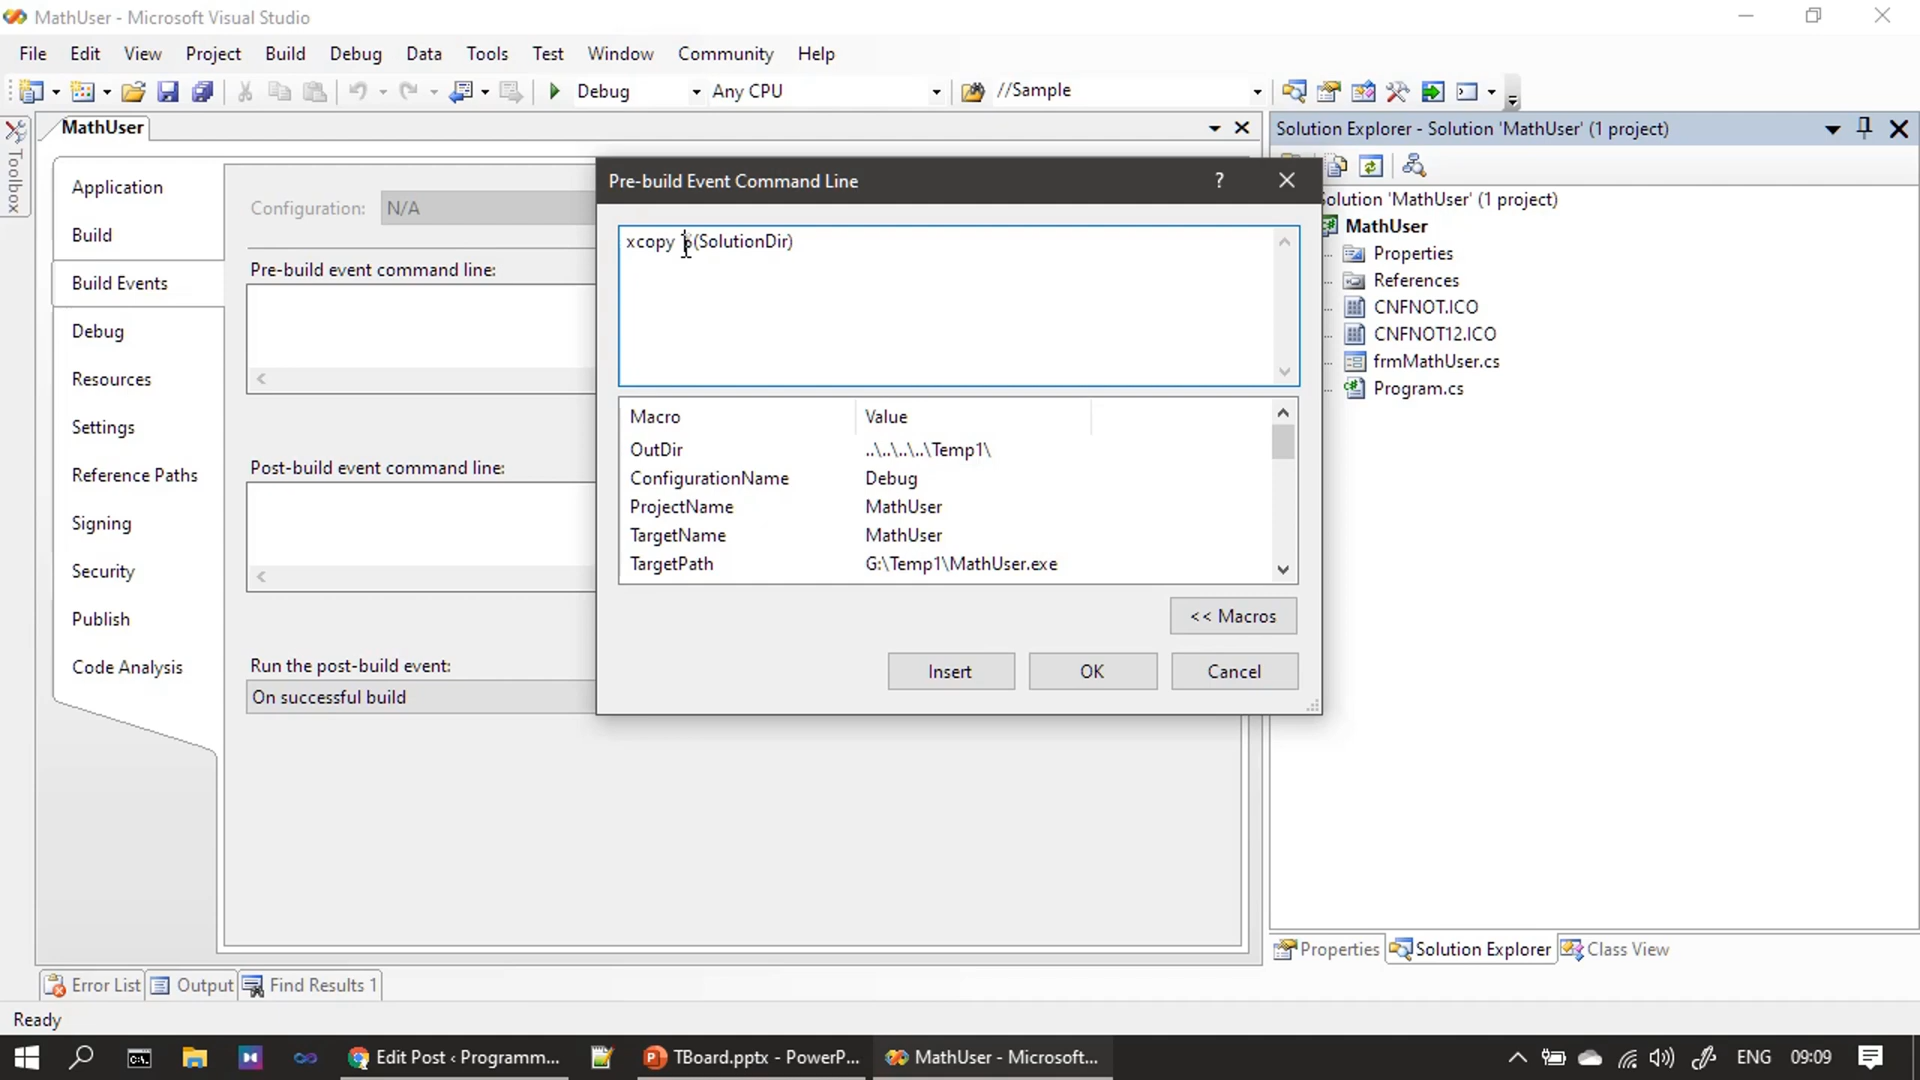 MathUser - Microsoft Visual Studio
File Edit View Project Build Debug Data Tools Test Window Community Help
Debug Any CPU //Sample
Toolbox
MathUser
Solution Explorer - Solution 'MathUser' (1 project)
Application
Build
Build Events
Debug
Resources
Settings
Reference Paths
Signing
Security
Publish
Code Analysis
Configuration: N/A
Pre-build event command line:
Post-build event command line:
Run the post-build event:
On successful build
Pre-build Event Command Line
xcopy $(SolutionDir)
Macro Value
OutDir ..\..\..\..\Temp1\
ConfigurationName Debug
ProjectName MathUser
TargetName MathUser
TargetPath G:\Temp1\MathUser.exe
<< Macros
Insert OK Cancel
Solution 'MathUser' (1 project)
MathUser
Properties
References
CNFNOT.ICO
CNFNOT12.ICO
frmMathUser.cs
Program.cs
Properties Solution Explorer Class View
Error List Output Find Results 1
Ready
Edit Post ‹ Programm... TBoard.pptx - PowerP... MathUser - Microsoft... ENG 09:09